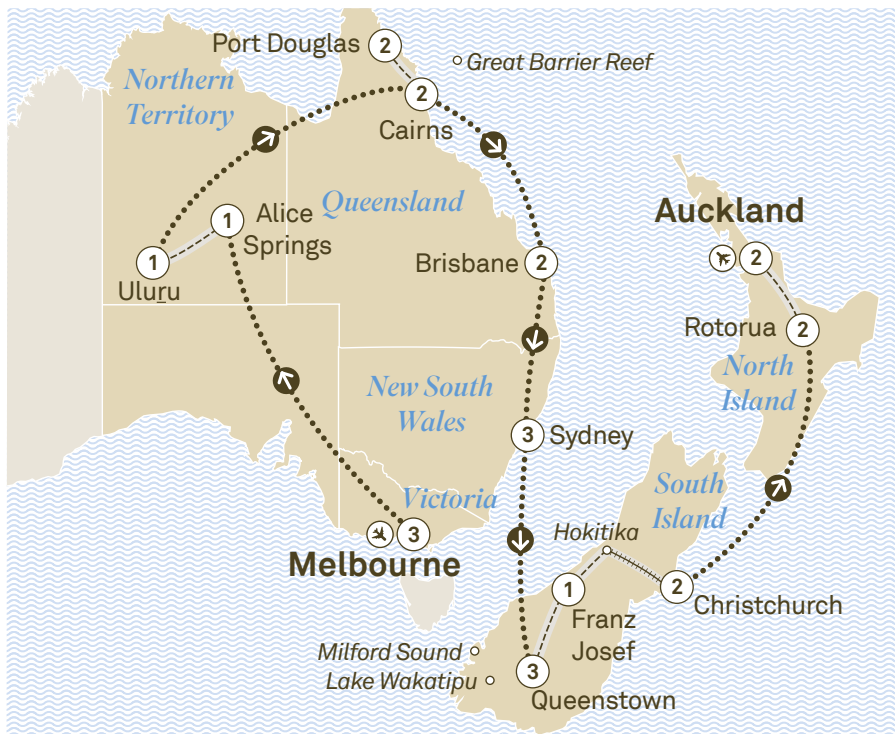 Port Douglas
2
Great Barrier Reef
Northern
Territory
2
Cairns
Queensland
Auckland
1
Alice
Springs
1
Uluṟu
Brisbane
2
2
Rotorua
2
North
Island
New South
Wales
3
Sydney
South
Island
Victoria
3
Melbourne
Hokitika
1
Franz
Josef
2
Christchurch
Milford Sound
Lake Wakatipu
3
Queenstown